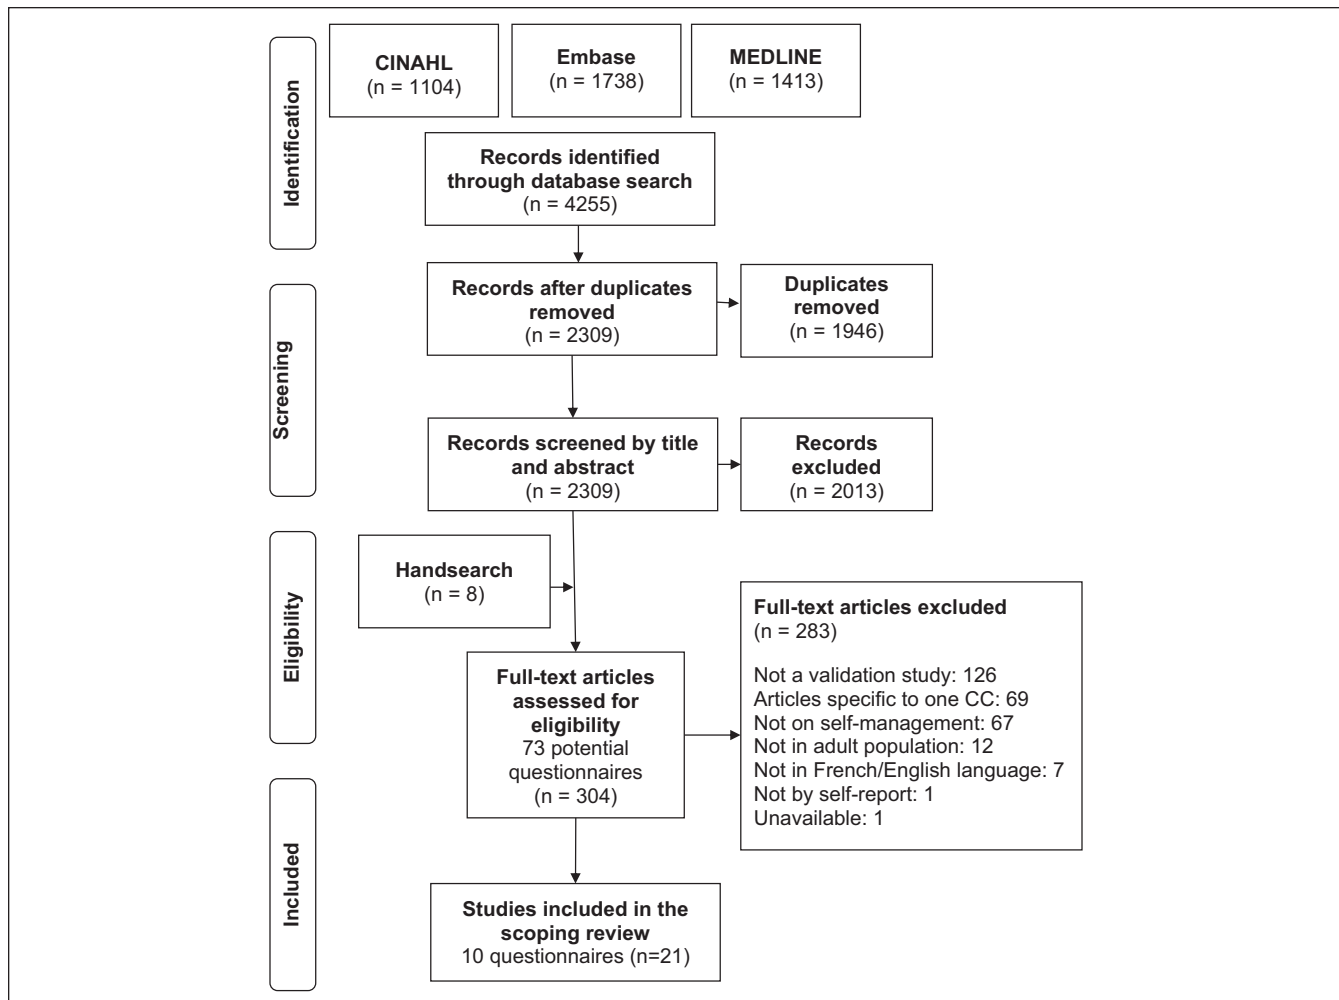 Identification
CINAHL
(n = 1104)
Embase
(n = 1738)
MEDLINE
(n = 1413)
Records identified
through database search
(n = 4255)
Screening
Records after duplicates
removed
(n = 2309)
Duplicates
removed
(n = 1946)
Records screened by title
and abstract
(n = 2309)
Records
excluded
(n = 2013)
Eligibility
Handsearch
(n = 8)
Full-text articles
assessed for
eligibility
73 potential
questionnaires
(n = 304)
Full-text articles excluded
(n = 283)
Not a validation study: 126
Articles specific to one CC: 69
Not on self-management: 67
Not in adult population: 12
Not in French/English language: 7
Not by self-report: 1
Unavailable: 1
Included
Studies included in the
scoping review
10 questionnaires (n=21)